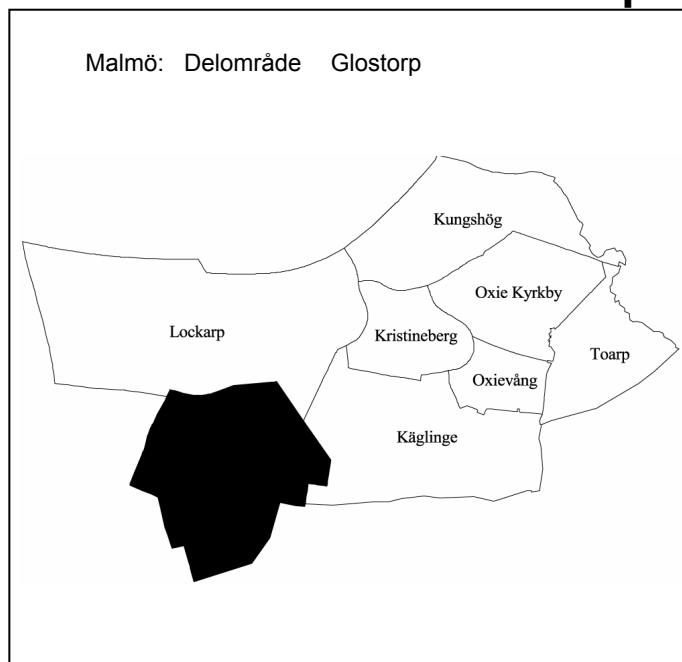 Malmö: Delområde Glostorp
Kungshög
Oxie Kyrkby
Lockarp
Kristineberg
Toarp
Oxievång
Käglinge